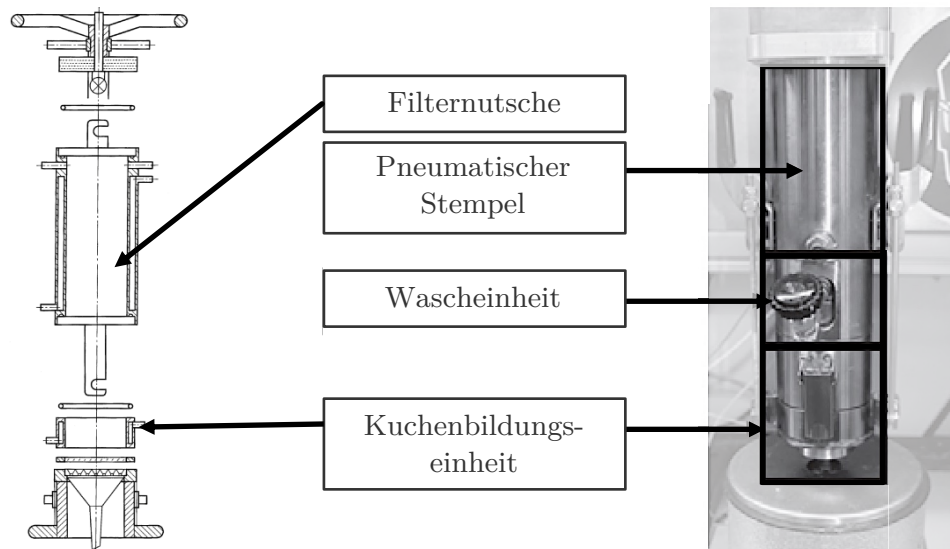 Filternutsche
Pneumatischer
Stempel
Wascheinheit
Kuchenbildungs-
einheit